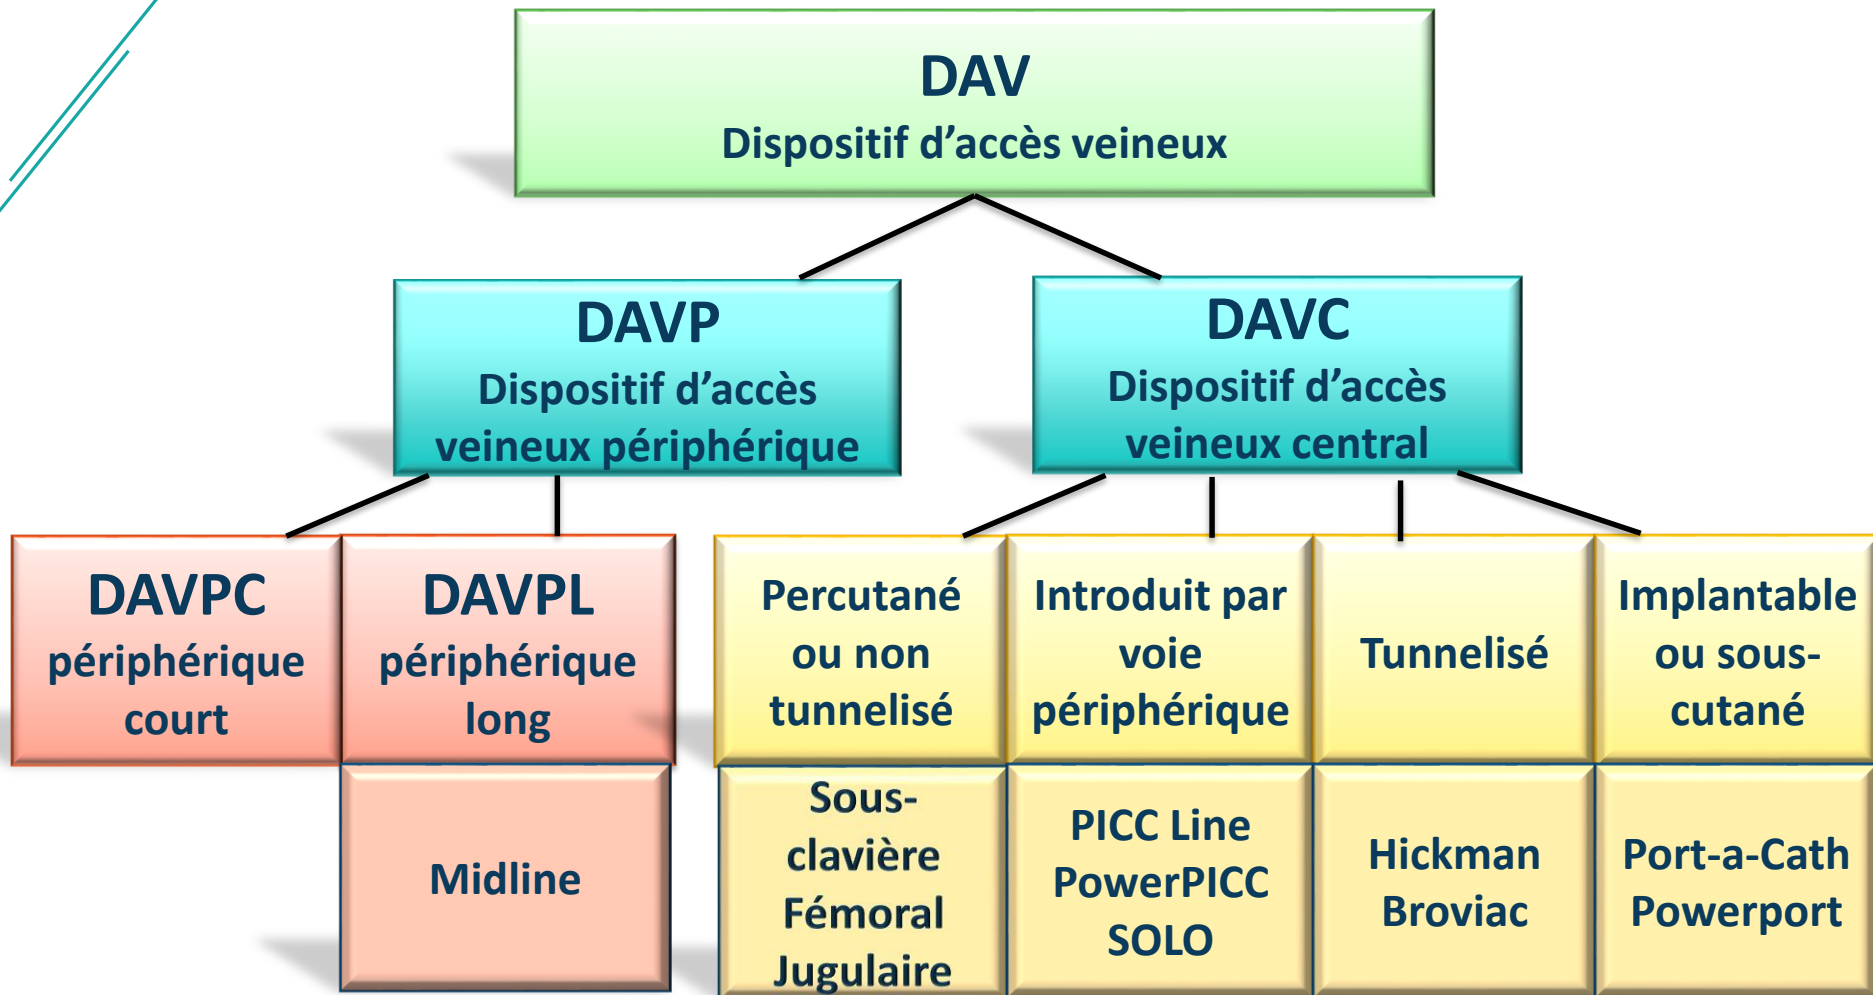 DAV
Dispositif d’accès veineux
DAVP
Dispositif d’accès
veineux périphérique
DAVC
Dispositif d’accès
veineux central
DAVPC
périphérique
court
DAVPL
périphérique
long
Percutané
ou non
tunnelisé
Introduit par
voie
périphérique
Tunnelisé
Implantable
ou sous-
cutané
Midline
Sous-
clavière
Fémoral
Jugulaire
PICC Line
PowerPICC
SOLO
Hickman
Broviac
Port-a-Cath
Powerport